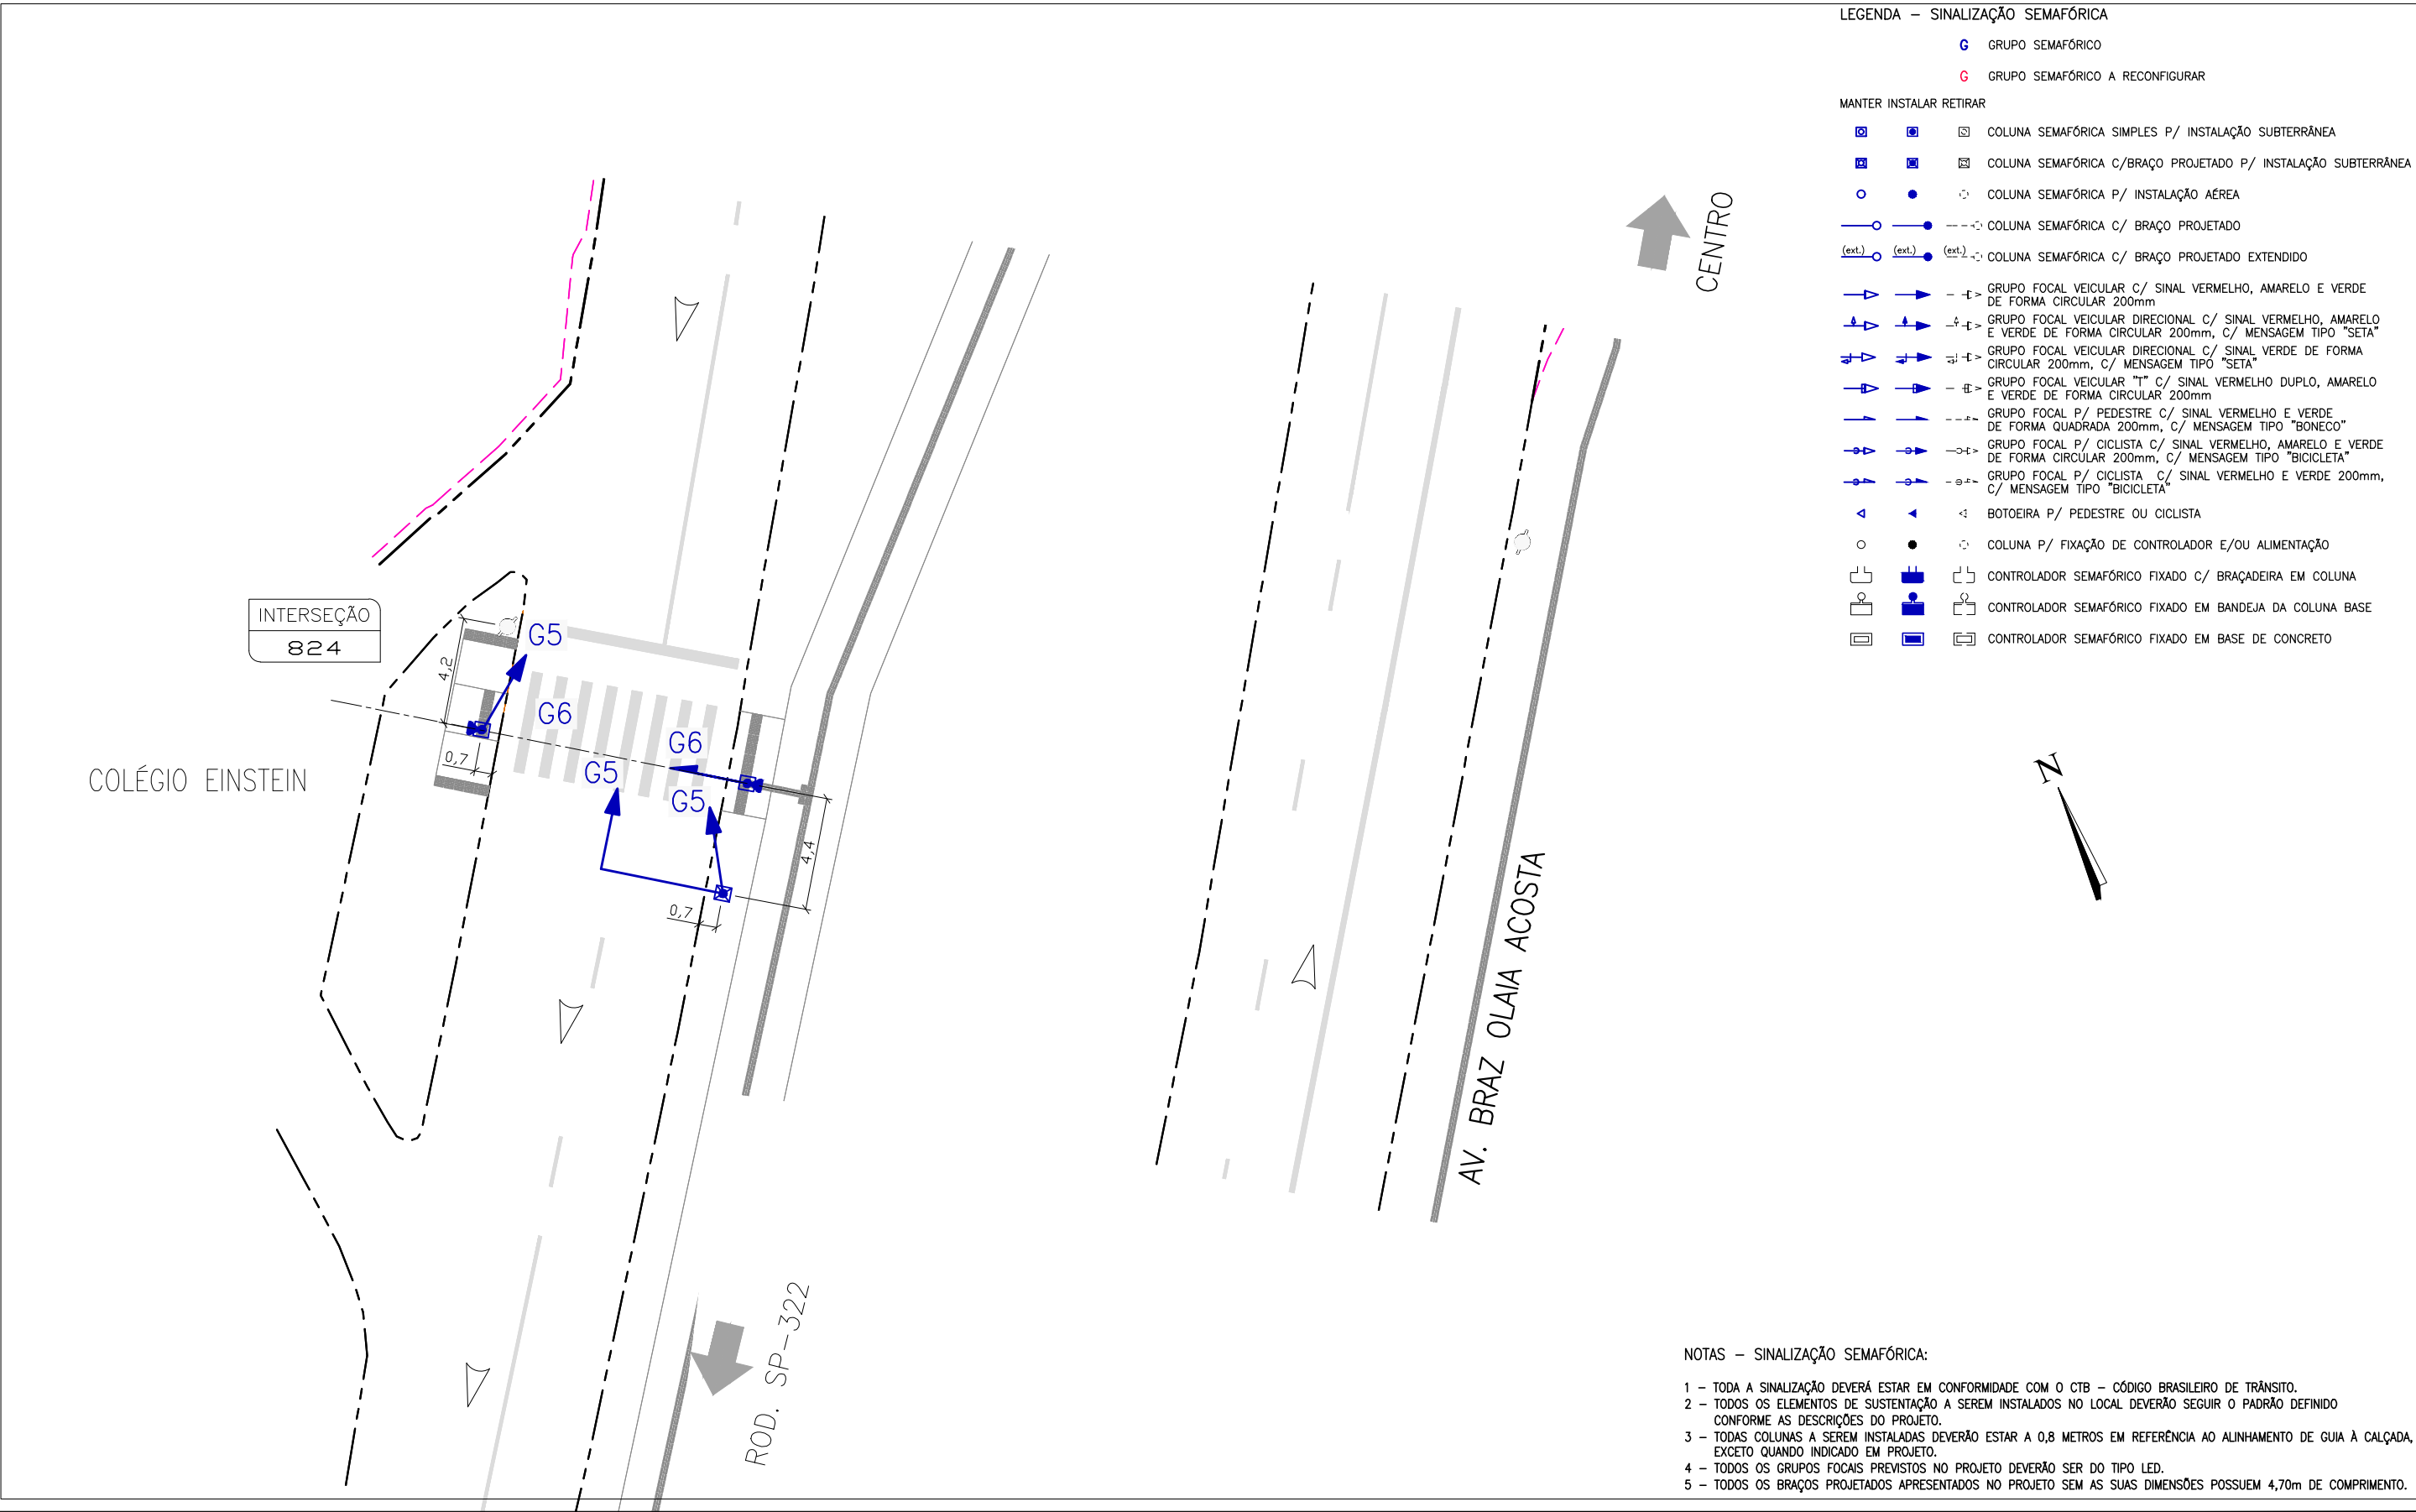 LEGENDA – SINALIZAÇÃO SEMAFÓRICA
G GRUPO SEMAFÓRICO
G GRUPO SEMAFÓRICO A RECONFIGURAR
MANTER INSTALAR RETIRAR
COLUNA SEMAFÓRICA SIMPLES P/ INSTALAÇÃO SUBTERRÂNEA
COLUNA SEMAFÓRICA C/BRAÇO PROJETADO P/ INSTALAÇÃO SUBTERRÂNEA
COLUNA SEMAFÓRICA P/ INSTALAÇÃO AÉREA
COLUNA SEMAFÓRICA C/ BRAÇO PROJETADO
(ext.) (ext.) (ext.) COLUNA SEMAFÓRICA C/ BRAÇO PROJETADO EXTENDIDO
GRUPO FOCAL VEICULAR C/ SINAL VERMELHO, AMARELO E VERDE
DE FORMA CIRCULAR 200mm
GRUPO FOCAL VEICULAR DIRECIONAL C/ SINAL VERMELHO, AMARELO
E VERDE DE FORMA CIRCULAR 200mm, C/ MENSAGEM TIPO "SETA"
GRUPO FOCAL VEICULAR DIRECIONAL C/ SINAL VERDE DE FORMA
CIRCULAR 200mm, C/ MENSAGEM TIPO "SETA"
GRUPO FOCAL VEICULAR "T" C/ SINAL VERMELHO DUPLO, AMARELO
E VERDE DE FORMA CIRCULAR 200mm
GRUPO FOCAL P/ PEDESTRE C/ SINAL VERMELHO E VERDE
DE FORMA QUADRADA 200mm, C/ MENSAGEM TIPO "BONECO"
GRUPO FOCAL P/ CICLISTA C/ SINAL VERMELHO, AMARELO E VERDE
DE FORMA CIRCULAR 200mm, C/ MENSAGEM TIPO "BICICLETA"
GRUPO FOCAL P/ CICLISTA C/ SINAL VERMELHO E VERDE 200mm,
C/ MENSAGEM TIPO "BICICLETA"
BOTOEIRA P/ PEDESTRE OU CICLISTA
COLUNA P/ FIXAÇÃO DE CONTROLADOR E/OU ALIMENTAÇÃO
CONTROLADOR SEMAFÓRICO FIXADO C/ BRAÇADEIRA EM COLUNA
CONTROLADOR SEMAFÓRICO FIXADO EM BANDEJA DA COLUNA BASE
CONTROLADOR SEMAFÓRICO FIXADO EM BASE DE CONCRETO
CENTRO
INTERSEÇÃO
824
G5
4,2
G6
G6
0,7
G5
G5
COLÉGIO EINSTEIN
4,4
0,7
N
AV. BRAZ OLAIA ACOSTA
ROD. SP–322
NOTAS – SINALIZAÇÃO SEMAFÓRICA:
1 – TODA A SINALIZAÇÃO DEVERÁ ESTAR EM CONFORMIDADE COM O CTB – CÓDIGO BRASILEIRO DE TRÂNSITO.
2 – TODOS OS ELEMENTOS DE SUSTENTAÇÃO A SEREM INSTALADOS NO LOCAL DEVERÃO SEGUIR O PADRÃO DEFINIDO
CONFORME AS DESCRIÇÕES DO PROJETO.
3 – TODAS COLUNAS A SEREM INSTALADAS DEVERÃO ESTAR A 0,8 METROS EM REFERÊNCIA AO ALINHAMENTO DE GUIA À CALÇADA,
EXCETO QUANDO INDICADO EM PROJETO.
4 – TODOS OS GRUPOS FOCAIS PREVISTOS NO PROJETO DEVERÃO SER DO TIPO LED.
5 – TODOS OS BRAÇOS PROJETADOS APRESENTADOS NO PROJETO SEM AS SUAS DIMENSÕES POSSUEM 4,70m DE COMPRIMENTO.